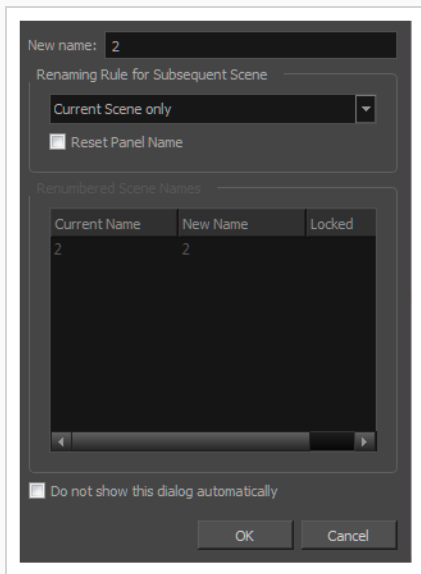 New name: 2
Renaming Rule for Subsequent Scene
Current Scene only
Reset Panel Name
Renumbered Scene Names
Current Name New Name Locked
2 2
Do not show this dialog automatically
OK Cancel